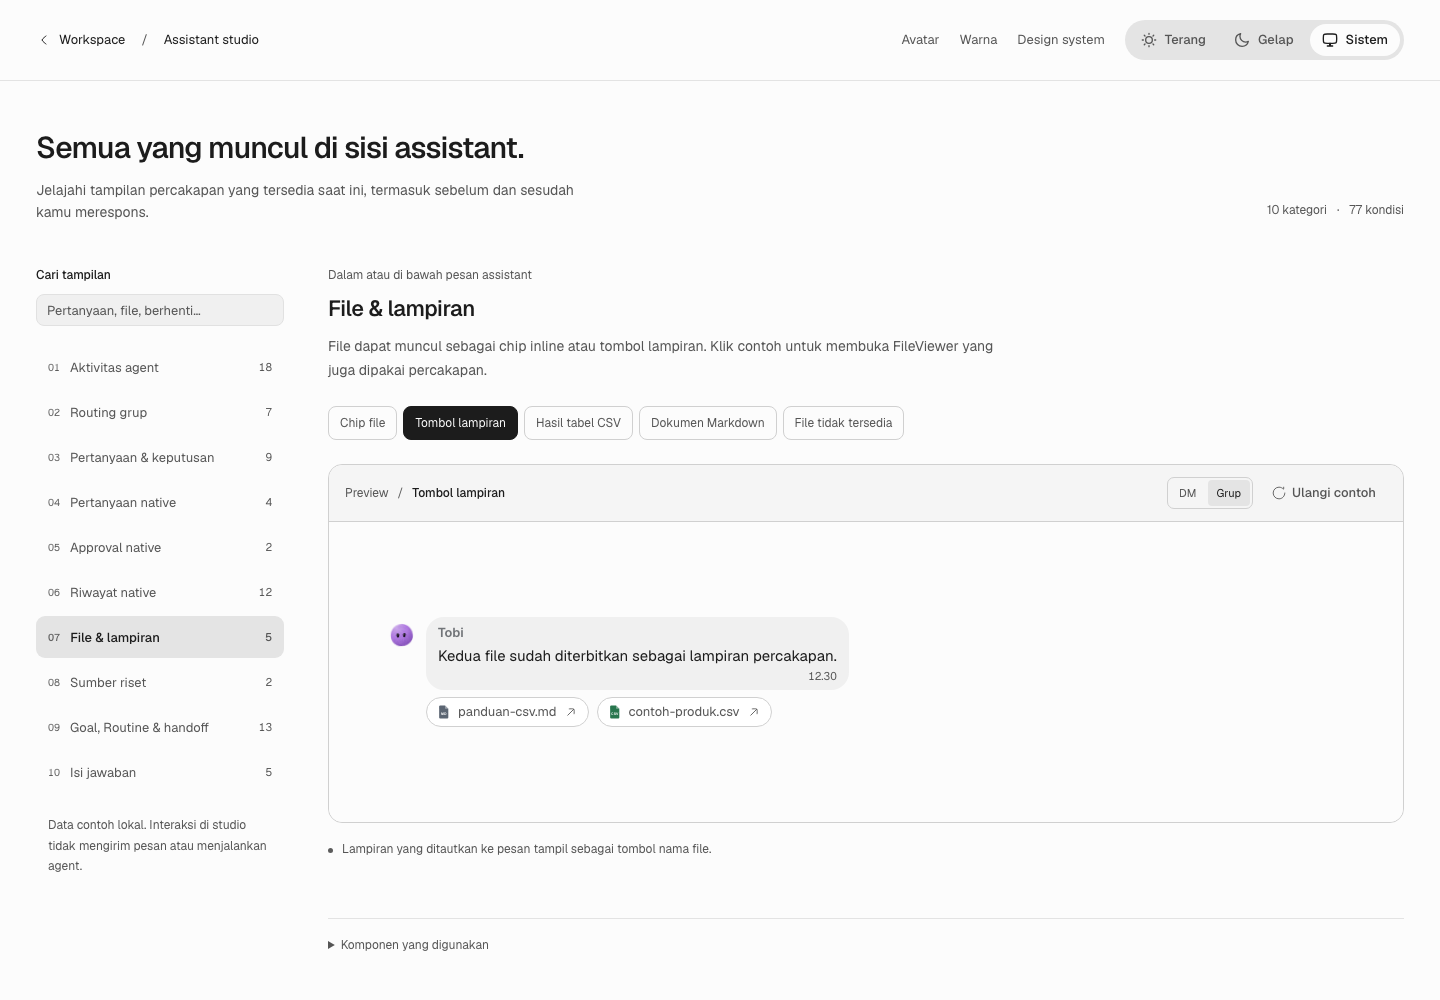 Workspace / Assistant studio
Avatar Warna Design system Terang Gelap Sistem
Semua yang muncul di sisi assistant.
Jelajahi tampilan percakapan yang tersedia saat ini, termasuk sebelum dan sesudah
kamu merespons.
10 kategori · 77 kondisi
Cari tampilan
Pertanyaan, file, berhenti...
01 Aktivitas agent 18
02 Routing grup 7
03 Pertanyaan & keputusan 9
04 Pertanyaan native 4
05 Approval native 2
06 Riwayat native 12
07 File & lampiran 5
08 Sumber riset 2
09 Goal, Routine & handoff 13
10 Isi jawaban 5
Data contoh lokal. Interaksi di studio
tidak mengirim pesan atau menjalankan
agent.
Dalam atau di bawah pesan assistant
File & lampiran
File dapat muncul sebagai chip inline atau tombol lampiran. Klik contoh untuk membuka FileViewer yang
juga dipakai percakapan.
Chip file Tombol lampiran Hasil tabel CSV Dokumen Markdown File tidak tersedia
Preview / Tombol lampiran DM Grup Ulangi contoh
Tobi
Kedua file sudah diterbitkan sebagai lampiran percakapan.
12.30
panduan-csv.md contoh-produk.csv
Lampiran yang ditautkan ke pesan tampil sebagai tombol nama file.
Komponen yang digunakan